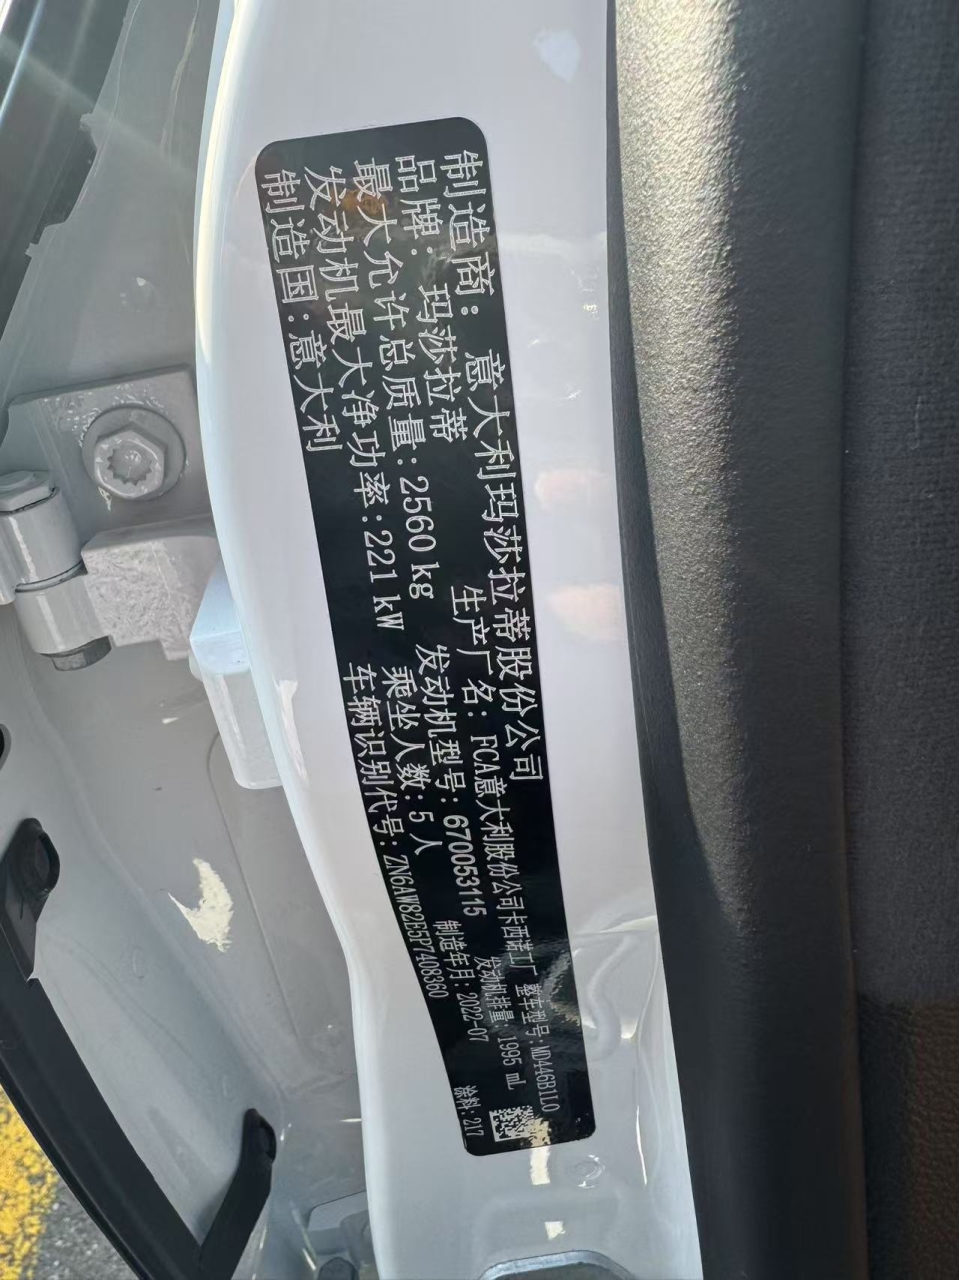 制造商: 意大利玛莎拉蒂股份公司
品牌: 玛莎拉蒂 生产厂名: FCA意大利股份公司卡西诺工厂 整车型号: MD446B1L0
最大允许总质量: 2560 kg 发动机型号: 670053115 发动机排量: 1995 mL
发动机最大净功率: 221 kW 乘坐人数: 5 人 制造年月: 2022-07
制造国: 意大利 车辆识别代号: ZN6AW82E5P7408360 涂料: 217